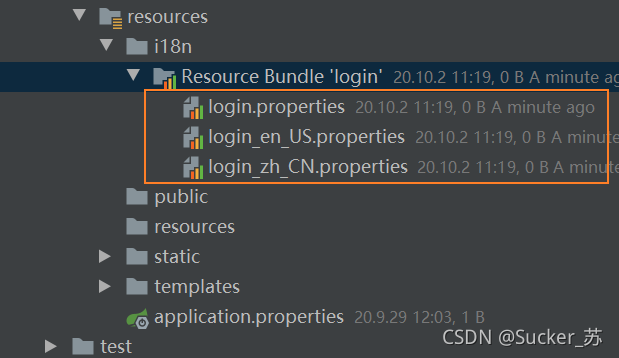 resources
i18n
Resource Bundle 'login' 20.10.2 11:19, 0 B A minute ag
login.properties 20.10.2 11:19, 0 B A minute ago
login_en_US.properties 20.10.2 11:19, 0 B A minute
login_zh_CN.properties 20.10.2 11:19, 0 B A minute
public
resources
static
templates
application.properties 20.9.29 12:03, 1 B
test
CSDN @Sucker_苏